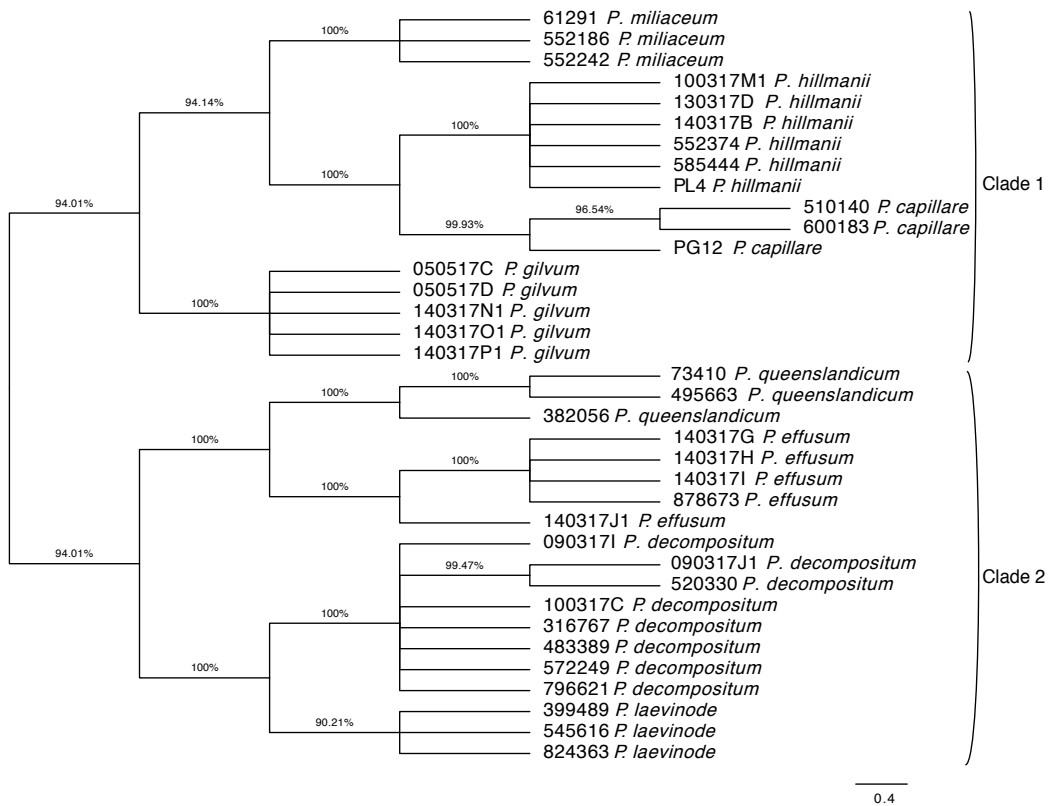 61291 P. miliaceum
100%
552186 P. miliaceum
552242 P. miliaceum
100317M1 P. hillmanii
94.14%
130317D P. hillmanii
100%
140317B P. hillmanii
552374 P. hillmanii
585444 P. hillmanii
100%
PL4 P. hillmanii
Clade 1
94.01%
96.54%
510140 P. capillare
99.93%
600183 P. capillare
PG12 P. capillare
050517C P. gilvum
050517D P. gilvum
100%
140317N1 P. gilvum
140317O1 P. gilvum
140317P1 P. gilvum
100%
73410 P. queenslandicum
100%
495663 P. queenslandicum
382056 P. queenslandicum
100%
140317G P. effusum
100%
140317H P. effusum
100%
140317I P. effusum
878673 P. effusum
140317J1 P. effusum
94.01%
090317I P. decompositum
99.47%
090317J1 P. decompositum
Clade 2
520330 P. decompositum
100317C P. decompositum
100%
316767 P. decompositum
483389 P. decompositum
100%
572249 P. decompositum
796621 P. decompositum
399489 P. laevinode
90.21%
545616 P. laevinode
824363 P. laevinode
0.4